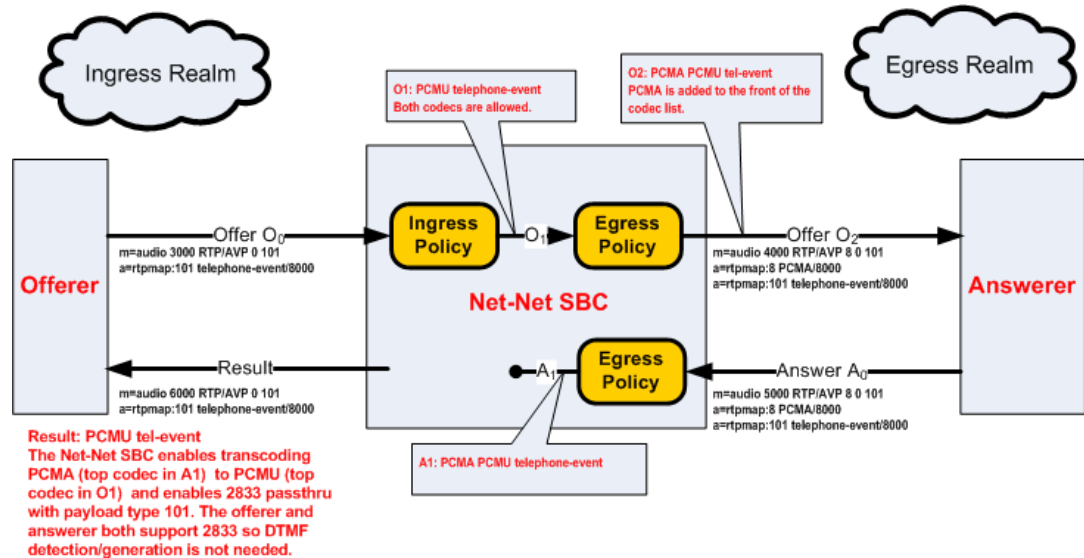 Ingress Realm
Egress Realm
O1: PCMU telephone-event
Both codecs are allowed.
O2: PCMA PCMU tel-event
PCMA is added to the front of the
codec list.
Offerer
Offer O0
m=audio 3000 RTP/AVP 0 101
a=rtpmap:101 telephone-event/8000
Ingress
Policy
O1
Egress
Policy
Net-Net SBC
Offer O2
m=audio 4000 RTP/AVP 8 0 101
a=rtpmap:8 PCMA/8000
a=rtpmap:101 telephone-event/8000
Answerer
Result
m=audio 6000 RTP/AVP 0 101
a=rtpmap:101 telephone-event/8000
A1
Egress
Policy
Answer A0
m=audio 5000 RTP/AVP 8 0 101
a=rtpmap:8 PCMA/8000
a=rtpmap:101 telephone-event/8000
Result: PCMU tel-event
The Net-Net SBC enables transcoding
PCMA (top codec in A1) to PCMU (top
codec in O1) and enables 2833 passthru
with payload type 101. The offerer and
answerer both support 2833 so DTMF
detection/generation is not needed.
A1: PCMA PCMU telephone-event